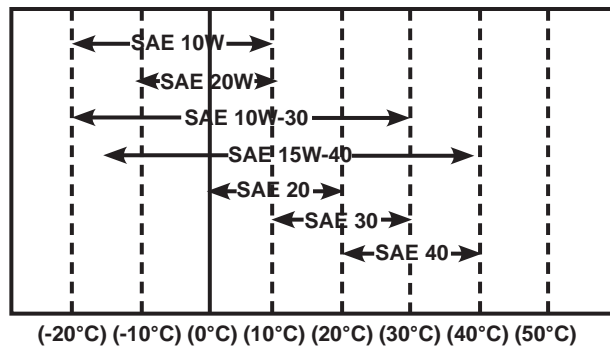 SAE 10W
SAE 20W
SAE 10W-30
SAE 15W-40
SAE 20
SAE 30
SAE 40
(-20°C) (-10°C) (0°C) (10°C) (20°C) (30°C) (40°C) (50°C)